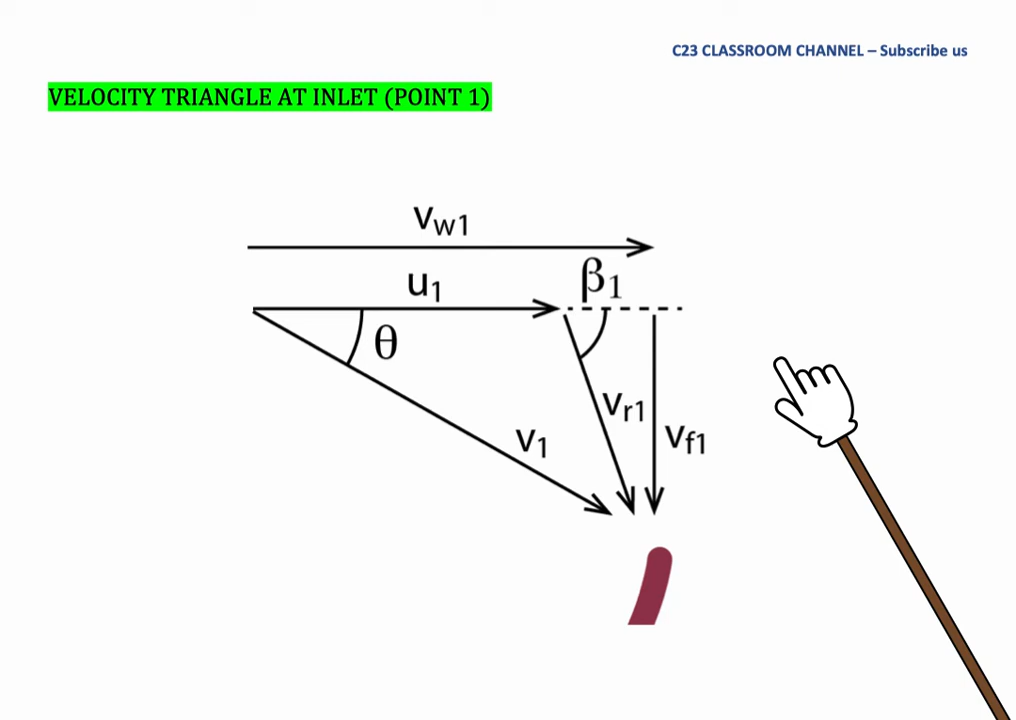 C23 CLASSROOM CHANNEL – Subscribe us
VELOCITY TRIANGLE AT INLET (POINT 1)
vw1
u1
β1
θ
vr1
v1
vf1